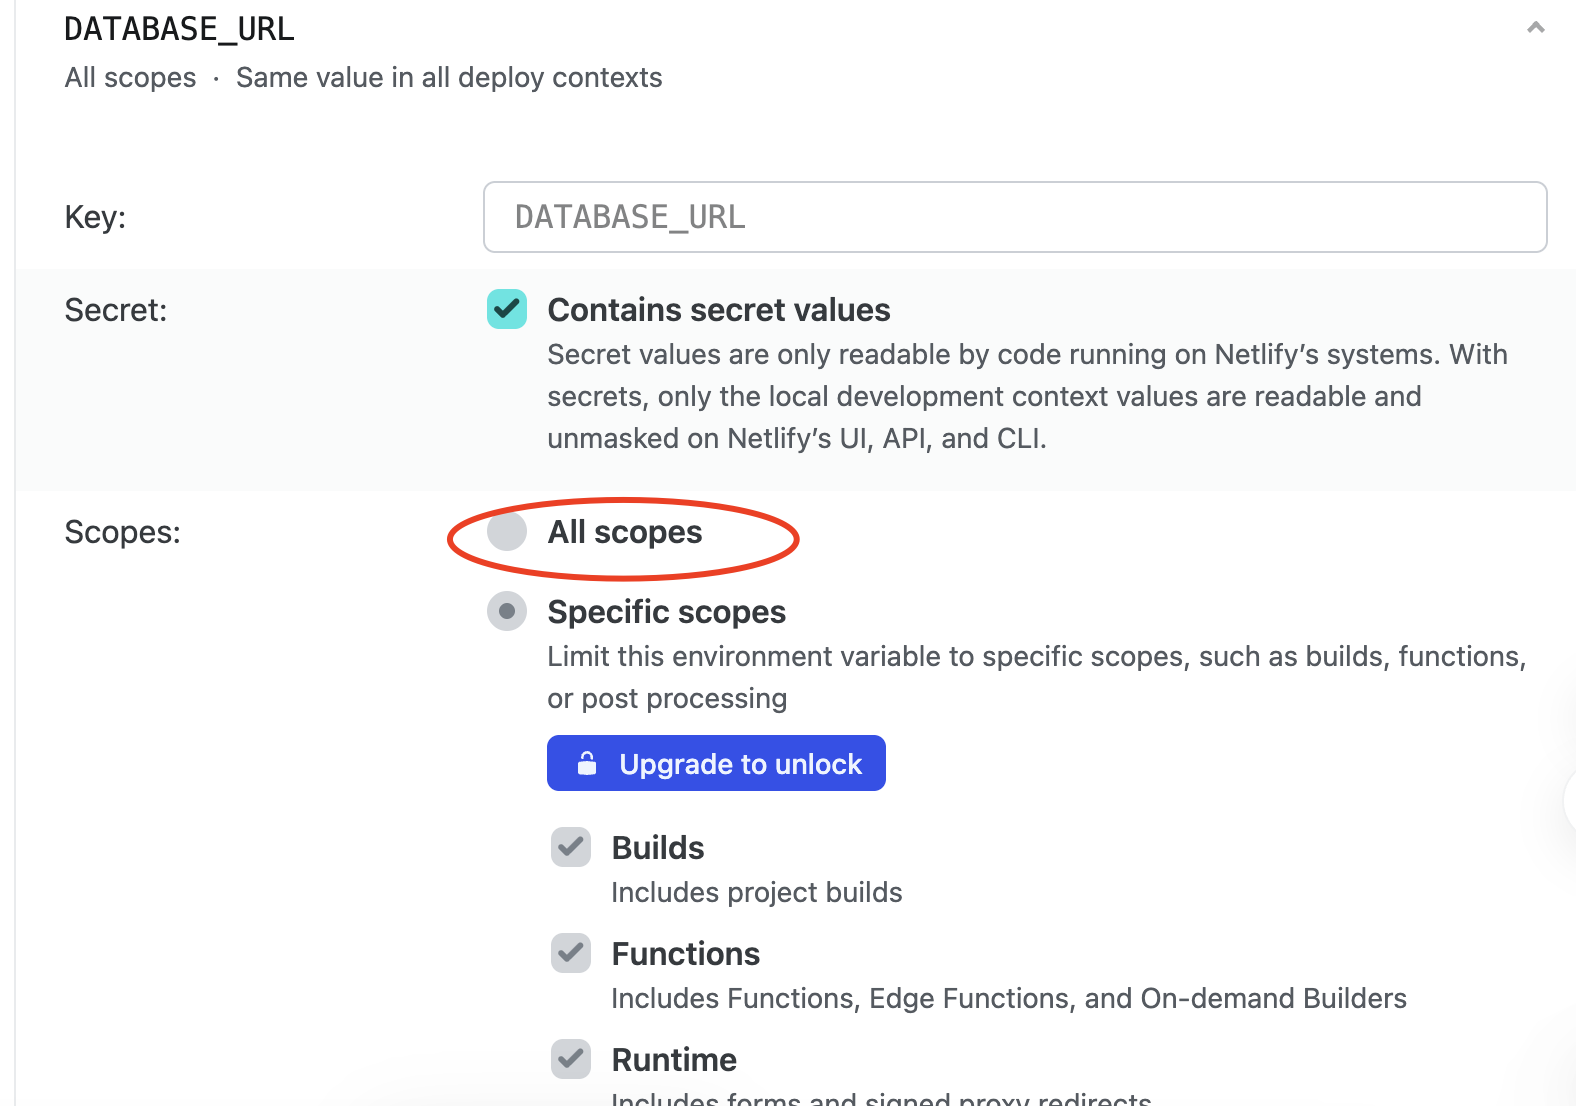 DATABASE_URL
All scopes · Same value in all deploy contexts
Key:
DATABASE_URL
Secret:
Contains secret values
Secret values are only readable by code running on Netlify’s systems. With
secrets, only the local development context values are readable and
unmasked on Netlify’s UI, API, and CLI.
Scopes:
All scopes
Specific scopes
Limit this environment variable to specific scopes, such as builds, functions,
or post processing
Upgrade to unlock
Builds
Includes project builds
Functions
Includes Functions, Edge Functions, and On-demand Builders
Runtime
Includes forms and signed proxy redirects